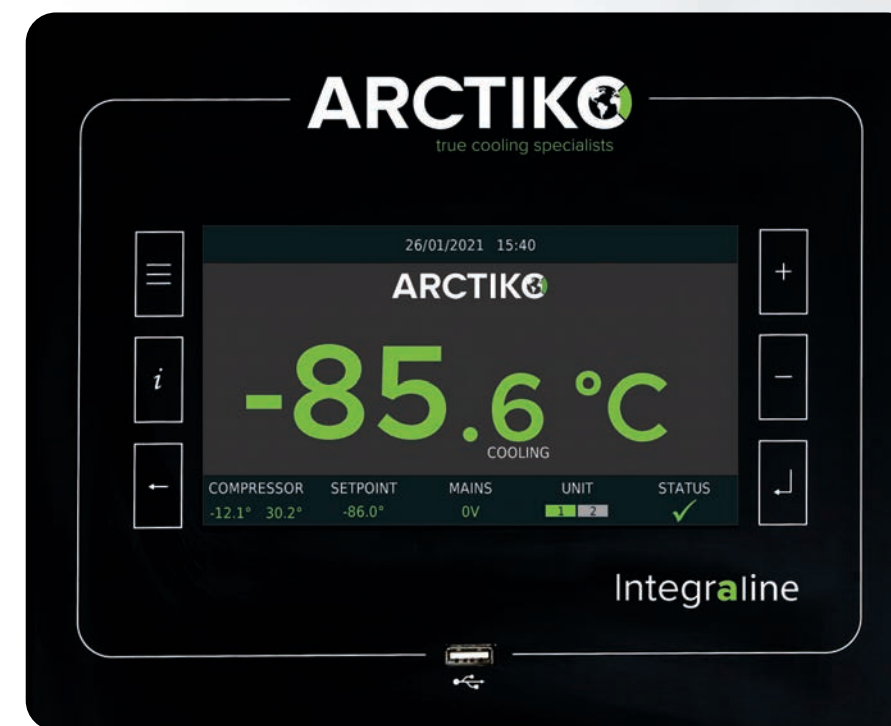 ARCTIKO
true cooling specialists
26/01/2021 15:40
ARCTIKO
-85.6 °C
COOLING
COMPRESSOR SETPOINT MAINS UNIT STATUS
-12.1° 30.2° -86.0° 0V 1 2
i
+
-
Integraline